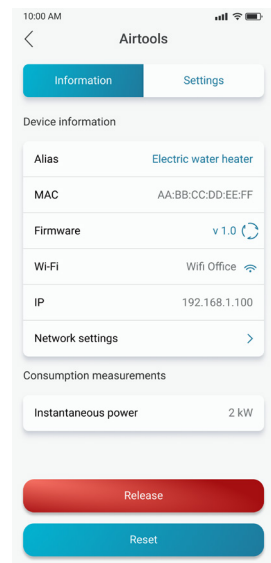 10:00 AM
Airtools
Information Settings
Device information
Alias Electric water heater
MAC AA:BB:CC:DD:EE:FF
Firmware v 1.0
Wi-Fi Wifi Office
IP 192.168.1.100
Network settings
Consumption measurements
Instantaneous power 2 kW
Release
Reset